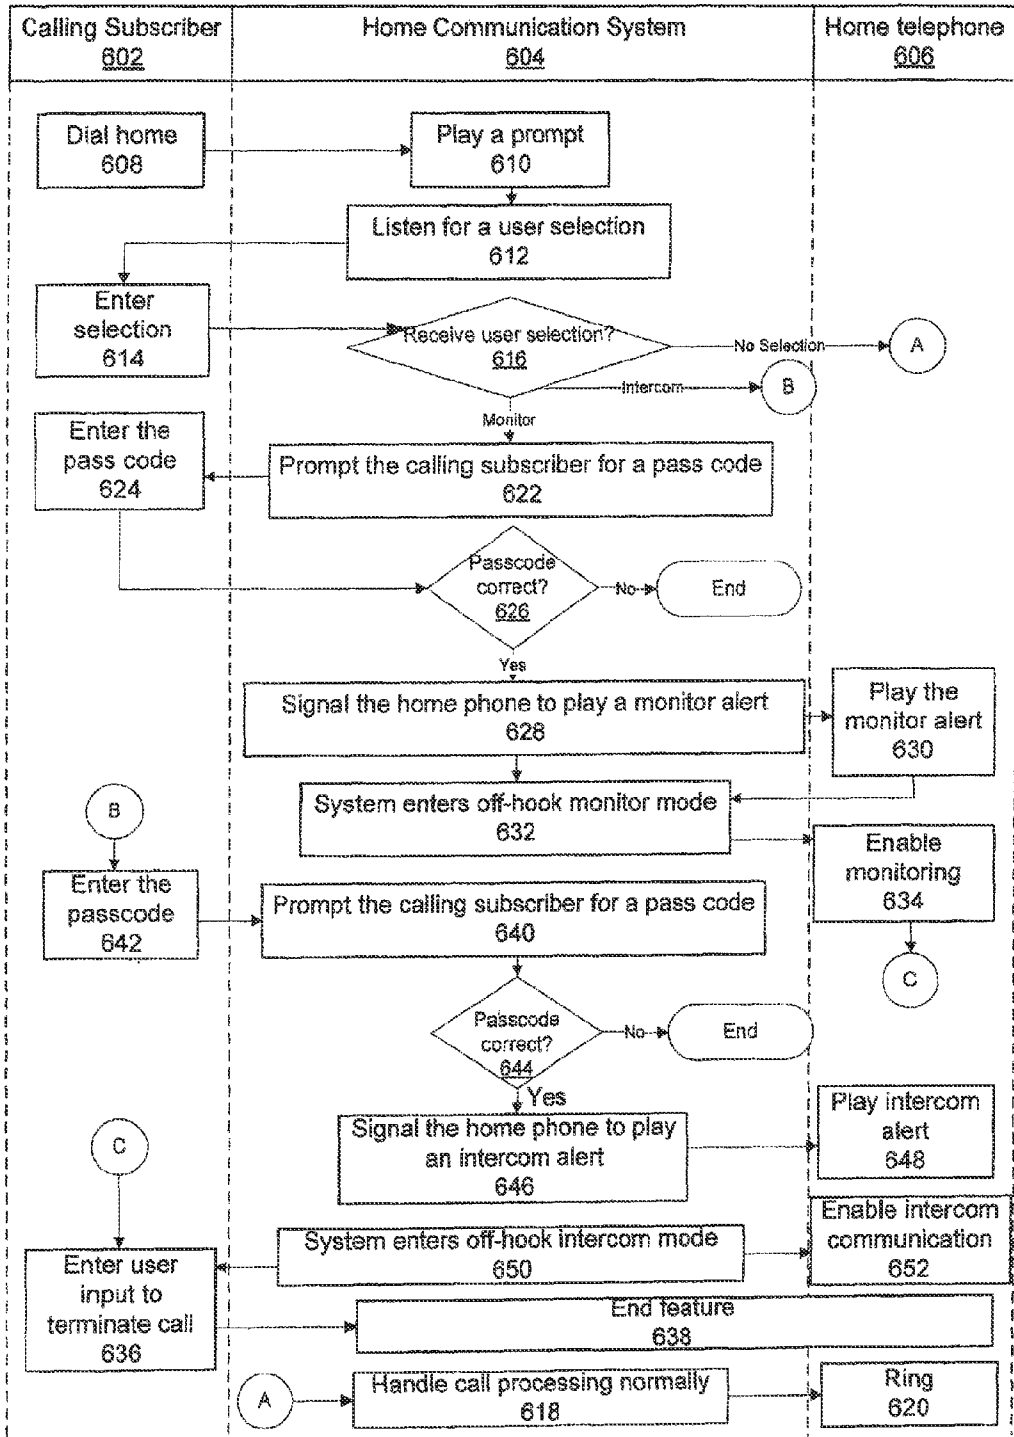 Calling Subscriber
602
Home Communication System
604
Home telephone
606
Dial home
608
Play a prompt
610
Listen for a user selection
612
Enter
selection
614
Receive user selection?
616
No Selection
A
Intercom
B
Monitor
Enter the
pass code
624
Prompt the calling subscriber for a pass code
622
Passcode
correct?
626
No
End
Yes
Signal the home phone to play a monitor alert
628
Play the
monitor alert
630
System enters off-hook monitor mode
632
B
Enable
monitoring
634
Enter the
passcode
642
Prompt the calling subscriber for a pass code
640
C
Passcode
correct?
644
No
End
Yes
Signal the home phone to play
an intercom alert
646
Play intercom
alert
648
C
System enters off-hook intercom mode
650
Enable intercom
communication
652
Enter user
input to
terminate call
636
End feature
638
A
Handle call processing normally
618
Ring
620